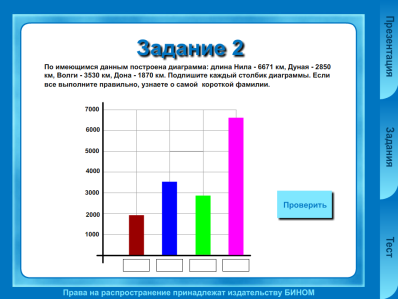 Задание 2
По имеющимся данным построена диаграмма: длина Нила - 6671 км, Дуная - 2850
км, Волги - 3530 км, Дона - 1870 км. Подпишите каждый столбик диаграммы. Если
все выполните правильно, узнаете о самой короткой фамилии.
7000
6000
5000
4000
3000
2000
1000
Проверить
Презентация
Задания
Тест
Права на распространение принадлежат издательству БИНОМ